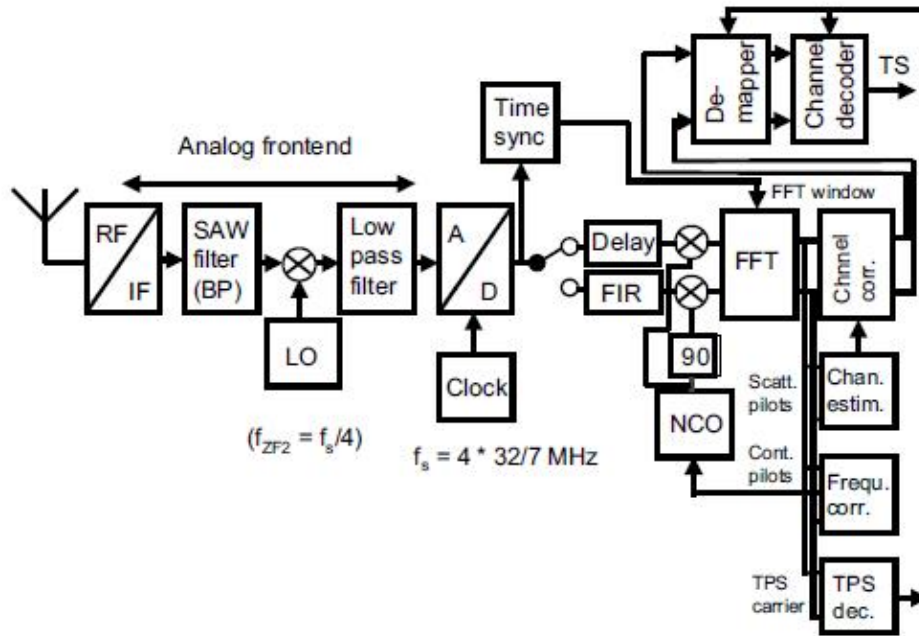 De-
mapper
Channel
decoder
TS
Time
sync
Analog frontend
FFT window
RF
IF
SAW
filter
(BP)
Low
pass
filter
A
D
Delay
FIR
FFT
Chnnel
corr.
LO
Clock
90
NCO
Scatt.
pilots
Chan.
estim.
(fZF2 = fs/4)
fs = 4 * 32/7 MHz
Cont.
pilots
Frequ.
corr.
TPS
carrier
TPS
dec.